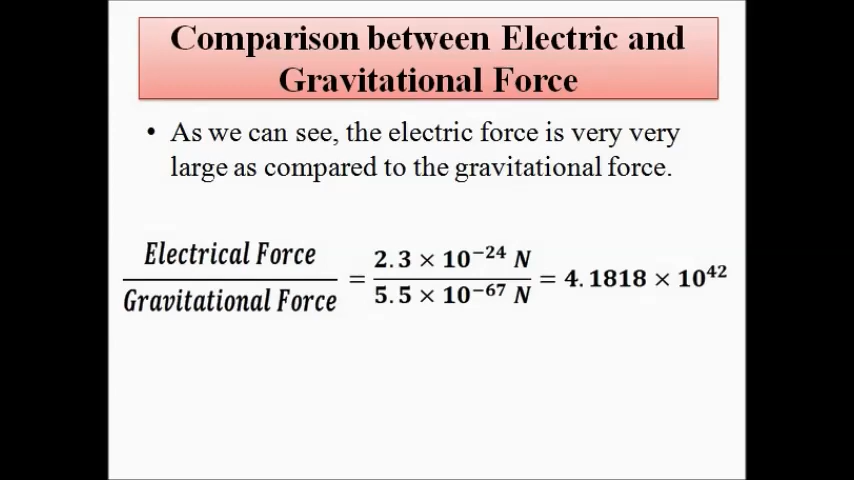 Comparison between Electric and
Gravitational Force
• As we can see, the electric force is very very
large as compared to the gravitational force.
Electrical Force / Gravitational Force = 2.3 × 10⁻²⁴ N / 5.5 × 10⁻⁶⁷ N = 4.1818 × 10⁴²